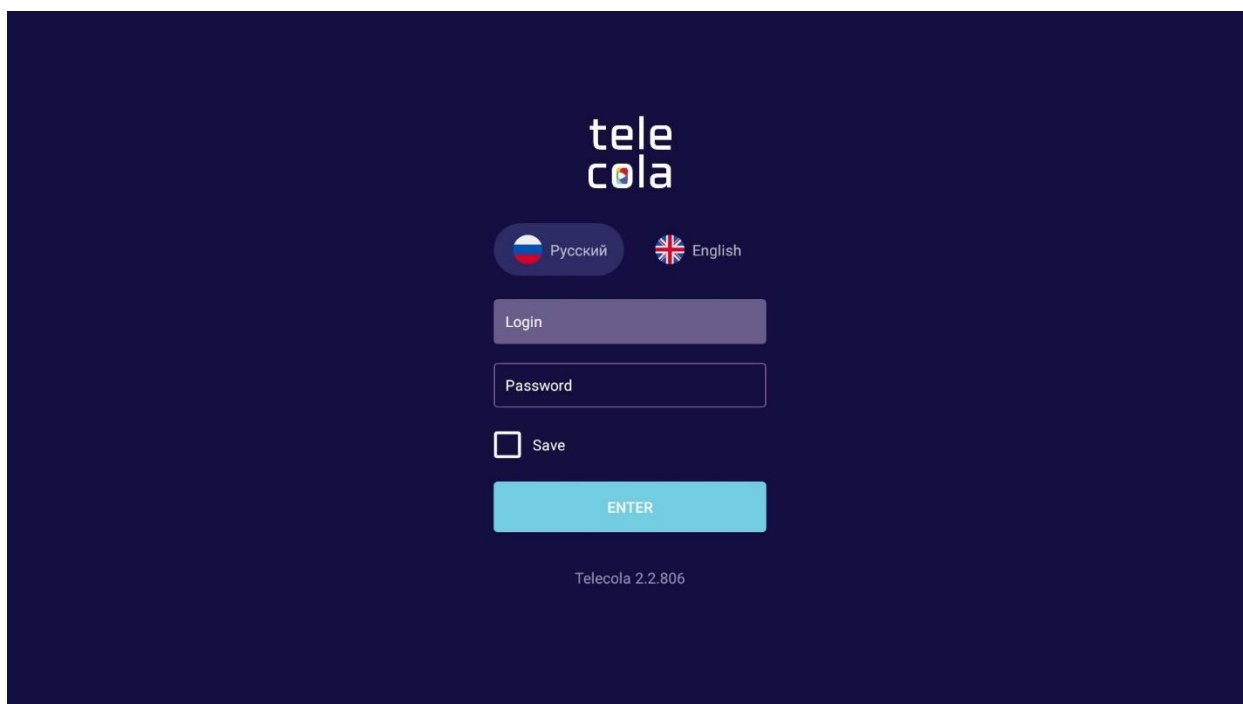 tele
cola
Русский English
Login
Password
Save
ENTER
Telecola 2.2.806